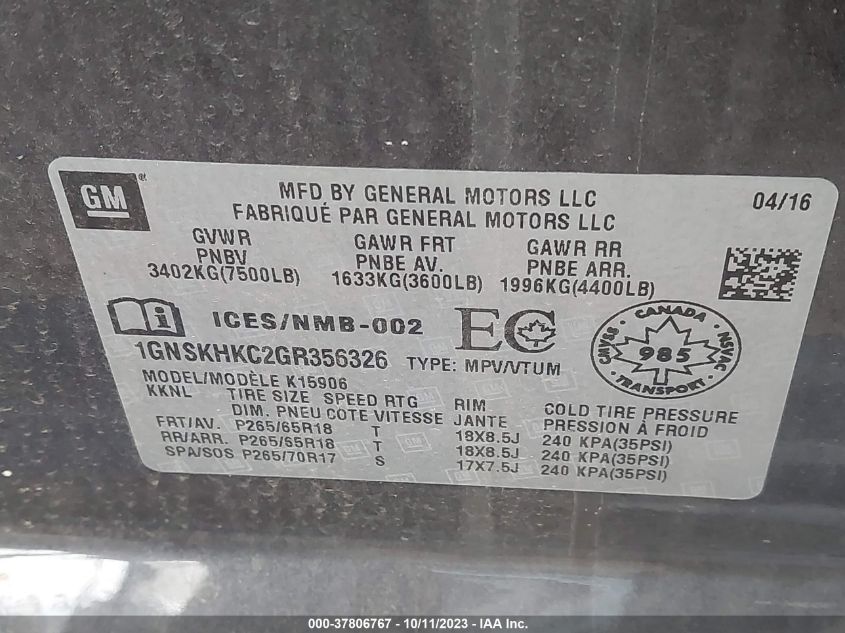 GM
MFD BY GENERAL MOTORS LLC
FABRIQUÉ PAR GENERAL MOTORS LLC
04/16
GVWR GAWR FRT GAWR RR
PNBV PNBE AV. PNBE ARR.
3402KG(7500LB) 1633KG(3600LB) 1996KG(4400LB)
ICES/NMB-002 EC
1GNSKHKC2GR356326 TYPE: MPV/VTUM
CANADA
CMVSS 985 NSVAC
TRANSPORT
MODEL/MODÈLE K15906
KKNL TIRE SIZE SPEED RTG RIM COLD TIRE PRESSURE
DIM. PNEU COTE VITESSE JANTE PRESSION À FROID
FRT/AV. P265/65R18 T 18X8.5J 240 KPA(35PSI)
RR/ARR. P265/65R18 T 18X8.5J 240 KPA(35PSI)
SPA/SOS P265/70R17 S 17X7.5J 240 KPA(35PSI)
000-37806767 - 10/11/2023 - IAA Inc.